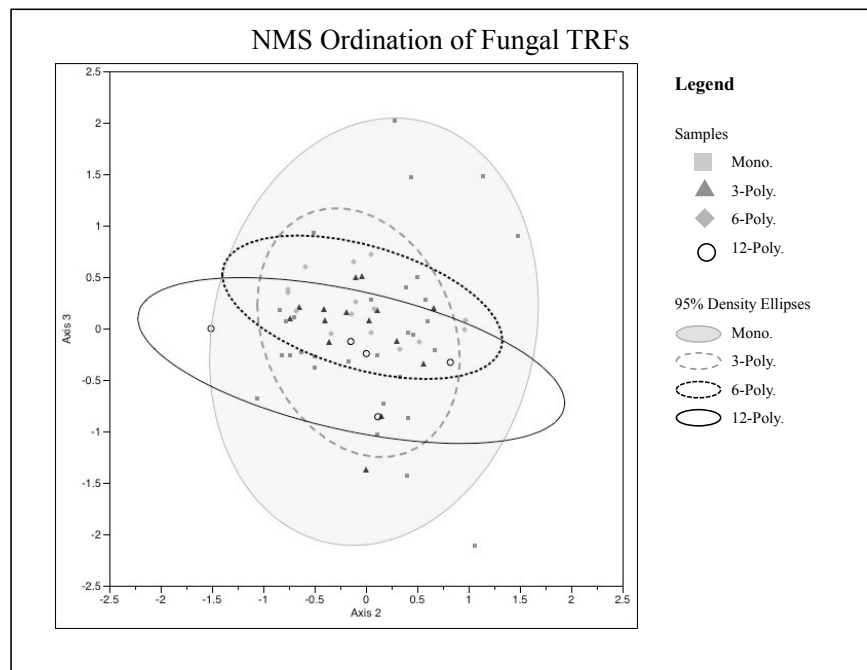 NMS Ordination of Fungal TRFs
2.5
2
1.5
1
0.5
0
-0.5
-1
-1.5
-2
-2.5
Axis 3
-2.5 -2 -1.5 -1 -0.5 0 0.5 1 1.5 2 2.5
Axis 2
Legend
Samples
Mono.
3-Poly.
6-Poly.
12-Poly.
95% Density Ellipses
Mono.
3-Poly.
6-Poly.
12-Poly.